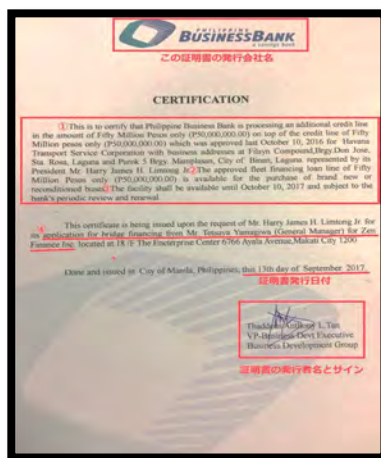 PHILIPPINE
BUSINESSBANK
a savings bank
この証明書の発行会社名
CERTIFICATION
①This is to certify that Philippine Business Bank is processing an additional credit line
in the amount of Fifty Million Pesos only (P50,000,000.00) on top of the credit line of Fifty
Million pesos only (P50,000,000.00) which was approved last October 10, 2016 for Havana
Transport Service Corporation with business addresses at Filsyn Compound,Brgy.Don Jose,
Sta. Rosa, Laguna and Purok 5 Brgy. Mamplasan, City of Binan, Laguna represented by its
President Mr. Harry James H. Limtong Jr. The approved fleet financing loan line of Fifty
Million Pesos only (P50,000,000.00) is available for the purchase of brand new or
reconditioned buses The facility shall be available until October 10, 2017 and subject to the
bank's periodic review and renewal.
This certificate is being issued upon the request of Mr. Harry James H. Limtong Jr. for
its application for bridge financing from Mr. Tetsuya Yamagiwa (General Manager) for Zen
Finance Inc. located at 18 /F The Enterprise Center 6766 Ayala Avenue,Makati City 1200
Done and issued in City of Manila, Philippines, this 13th day of September 2017.
証明書発行日付
Thaddeus Anthony L.Tan
VP-Business Devt Executive
Business Development Group
証明書の発行者名とサイン